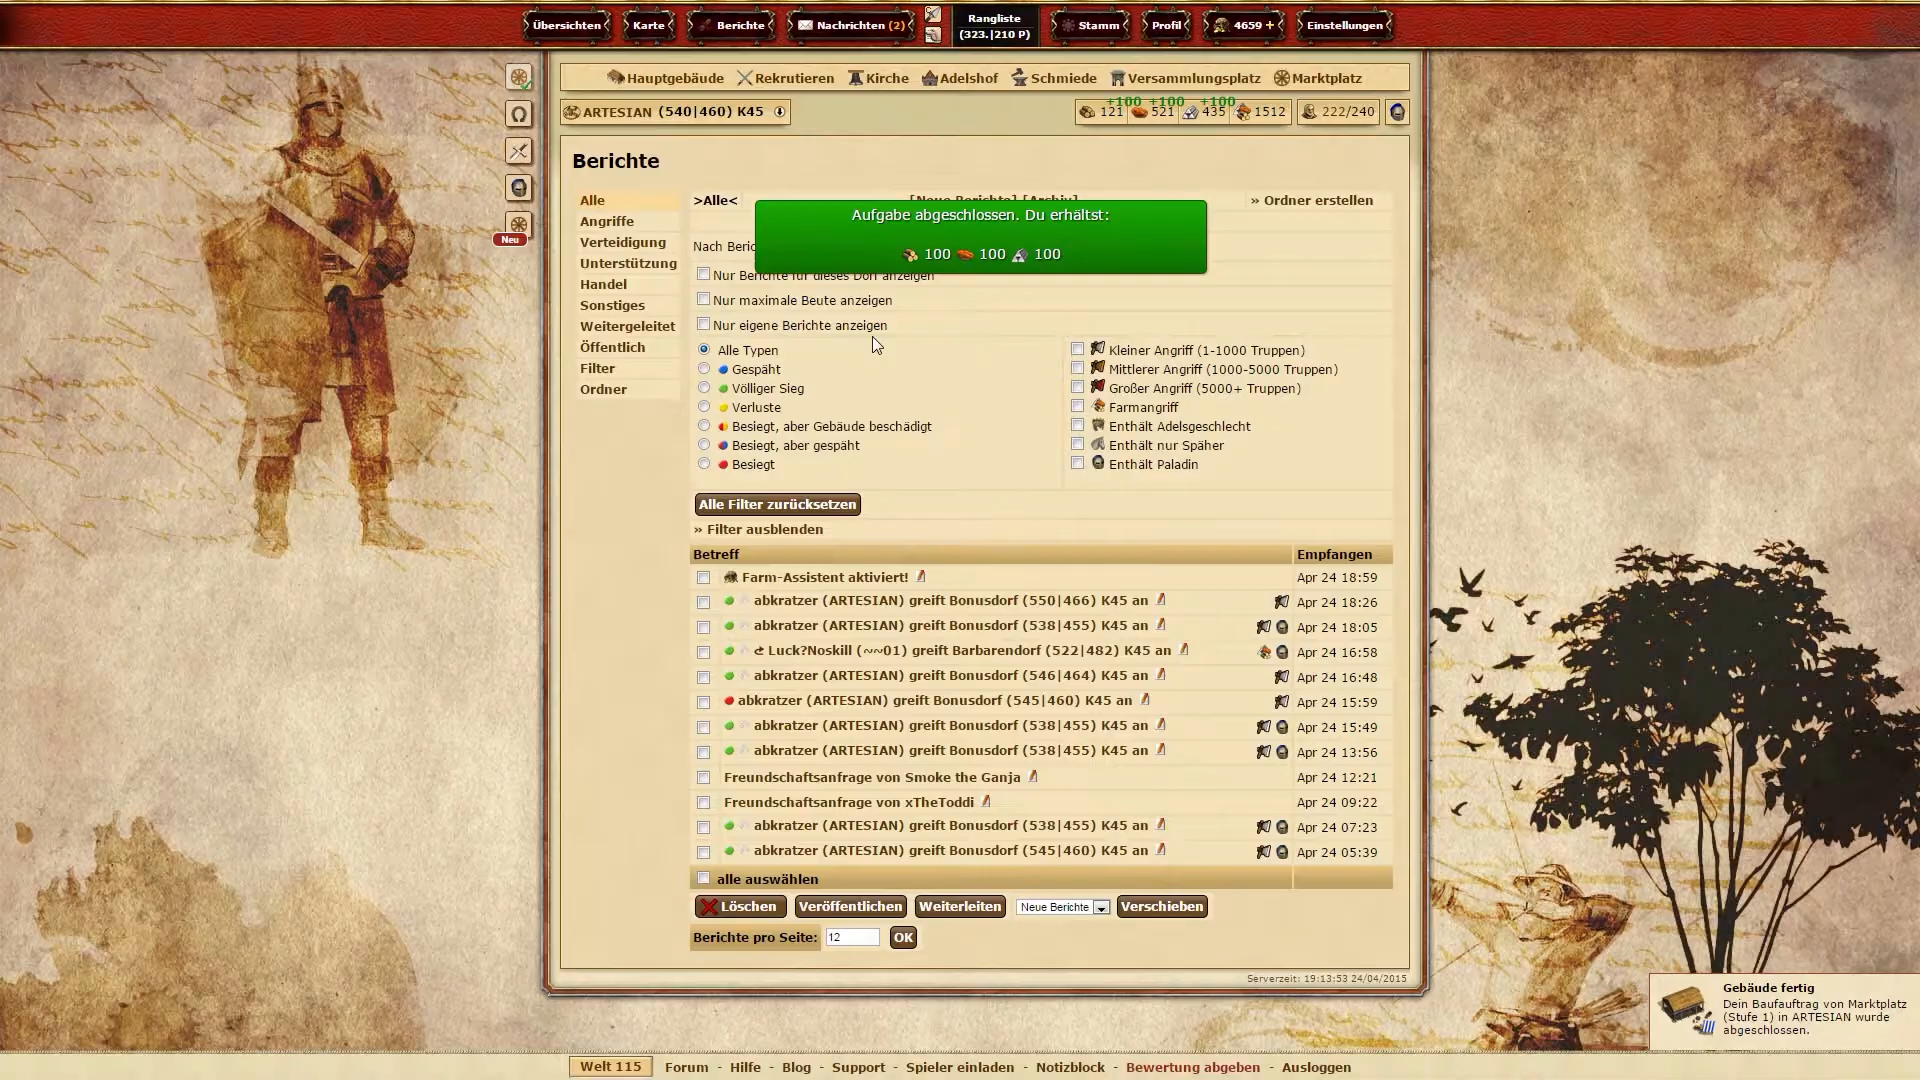 Übersichten
Karte
Berichte
Nachrichten (2)
Rangliste
(323.|210 P)
Stamm
Profil
4659 +
Einstellungen
Hauptgebäude
Rekrutieren
Kirche
Adelshof
Schmiede
Versammlungsplatz
Marktplatz
ARTESIAN (540|460) K45
+100 +100 +100
121 521 435 1512 222/240
Neu
Berichte
Alle
Angriffe
Verteidigung
Unterstützung
Handel
Sonstiges
Weitergeleitet
Öffentlich
Filter
Ordner
>Alle<
[Neue Berichte] [Archiv]
» Ordner erstellen
Aufgabe abgeschlossen. Du erhältst:
100 100 100
Nach
Nur Berichte für dieses Dorf anzeigen
Nur maximale Beute anzeigen
Nur eigene Berichte anzeigen
Alle Typen
Gespäht
Völliger Sieg
Verluste
Besiegt, aber Gebäude beschädigt
Besiegt, aber gespäht
Besiegt
Kleiner Angriff (1-1000 Truppen)
Mittlerer Angriff (1000-5000 Truppen)
Großer Angriff (5000+ Truppen)
Farmangriff
Enthält Adelsgeschlecht
Enthält nur Späher
Enthält Paladin
Alle Filter zurücksetzen
» Filter ausblenden
Betreff Empfangen
Farm-Assistent aktiviert! Apr 24 18:59
abkratzer (ARTESIAN) greift Bonusdorf (550|466) K45 an Apr 24 18:26
abkratzer (ARTESIAN) greift Bonusdorf (538|455) K45 an Apr 24 18:05
Luck?Noskill (~~01) greift Barbarendorf (522|482) K45 an Apr 24 16:58
abkratzer (ARTESIAN) greift Bonusdorf (546|464) K45 an Apr 24 16:48
abkratzer (ARTESIAN) greift Bonusdorf (545|460) K45 an Apr 24 15:59
abkratzer (ARTESIAN) greift Bonusdorf (538|455) K45 an Apr 24 15:49
abkratzer (ARTESIAN) greift Bonusdorf (538|455) K45 an Apr 24 13:56
Freundschaftsanfrage von Smoke the Ganja Apr 24 12:21
Freundschaftsanfrage von xTheToddi Apr 24 09:22
abkratzer (ARTESIAN) greift Bonusdorf (538|455) K45 an Apr 24 07:23
abkratzer (ARTESIAN) greift Bonusdorf (545|460) K45 an Apr 24 05:39
alle auswählen
Löschen Veröffentlichen Weiterleiten Neue Berichte Verschieben
Berichte pro Seite: 12 OK
Serverzeit: 19:13:53 24/04/2015
Gebäude fertig
Dein Baufauftrag von Marktplatz
(Stufe 1) in ARTESIAN wurde
abgeschlossen.
Welt 115 Forum - Hilfe - Blog - Support - Spieler einladen - Notizblock - Bewertung abgeben - Ausloggen